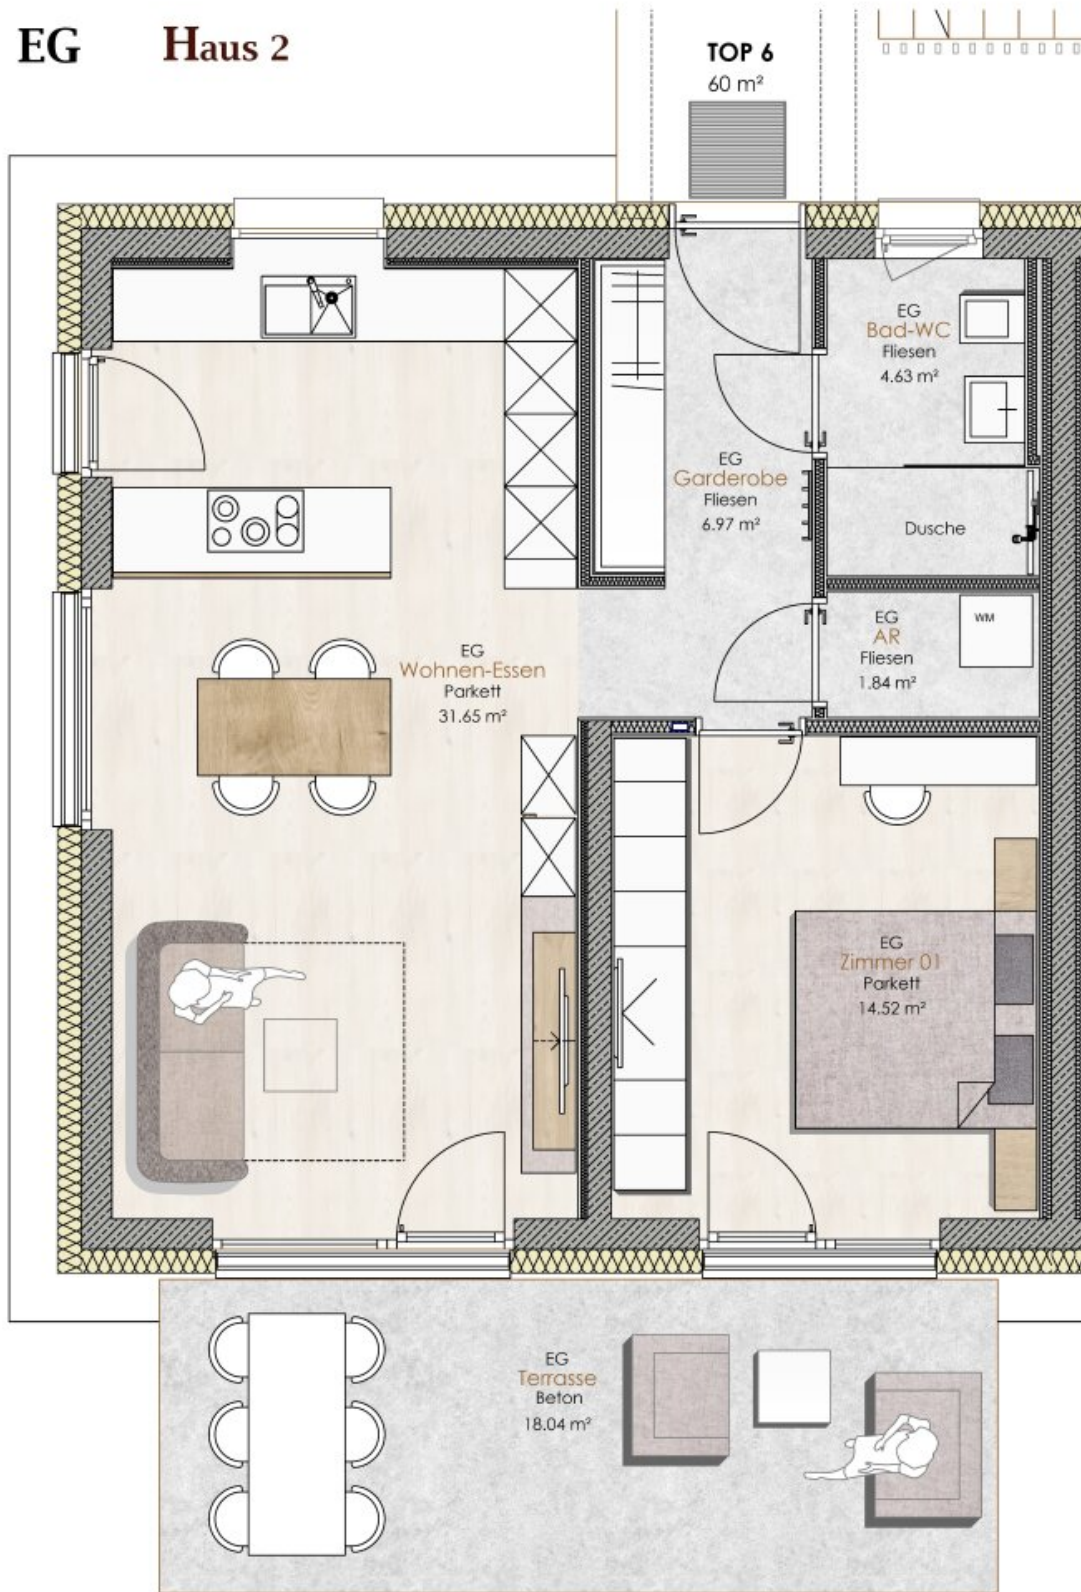 EG Haus 2
TOP 6
60 m²
EG
Bad-WC
Fliesen
4.63 m²
EG
Garderobe
Fliesen
6.97 m²
Dusche
EG
AR
Fliesen
1.84 m²
WM
EG
Wohnen-Essen
Parkett
31.65 m²
EG
Zimmer 01
Parkett
14.52 m²
EG
Terrasse
Beton
18.04 m²